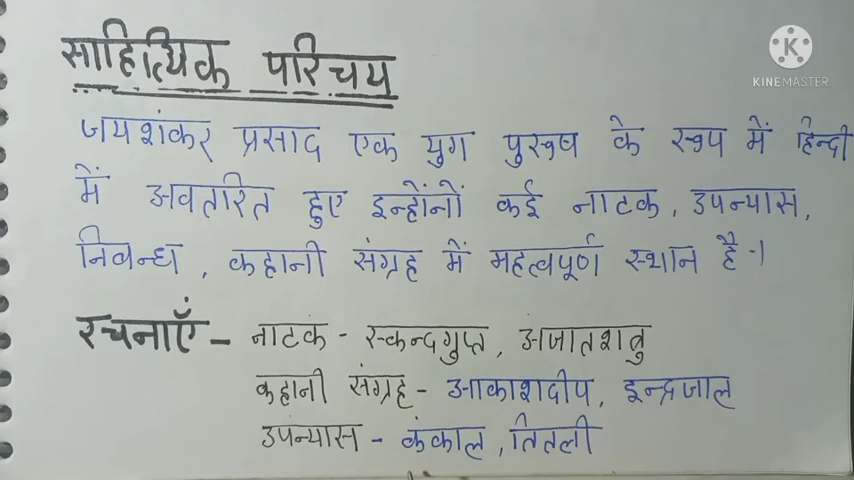 साहित्यिक परिचय
K
KINEMASTER
जयशंकर प्रसाद एक युग पुरुष के रूप में हिन्दी
में अवतरित हुए इन्होंनों कई नाटक, उपन्यास,
निवन्ध, कहानी संग्रह में महत्वपूर्ण स्थान है-।
रचनाएँ - नाटक - स्कन्दगुप्त, अजातशत्रु
कहानी संग्रह - आकाशदीप, इन्द्रजाल
उपन्यास - कंकाल, तितली